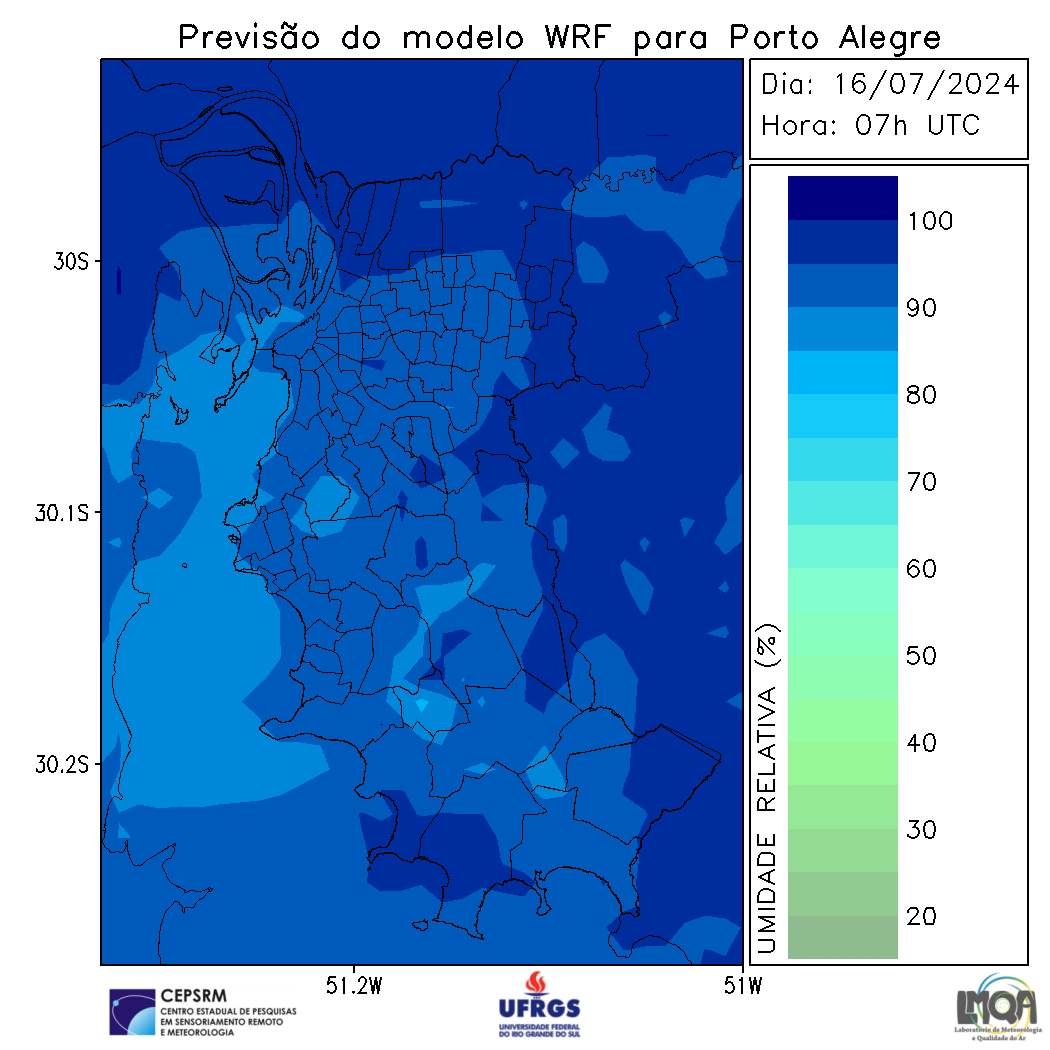 Previsão do modelo WRF para Porto Alegre
Dia: 16/07/2024
Hora: 07h UTC
30S
30.1S
30.2S
51.2W
51W
100
90
80
70
60
50
40
30
20
UMIDADE RELATIVA (%)
CEPSRM
CENTRO ESTADUAL DE PESQUISAS
EM SENSORIAMENTO REMOTO
E METEOROLOGIA
UFRGS
UNIVERSIDADE FEDERAL
DO RIO GRANDE DO SUL
LMQA
Laboratório de Meteorologia
e Qualidade do Ar